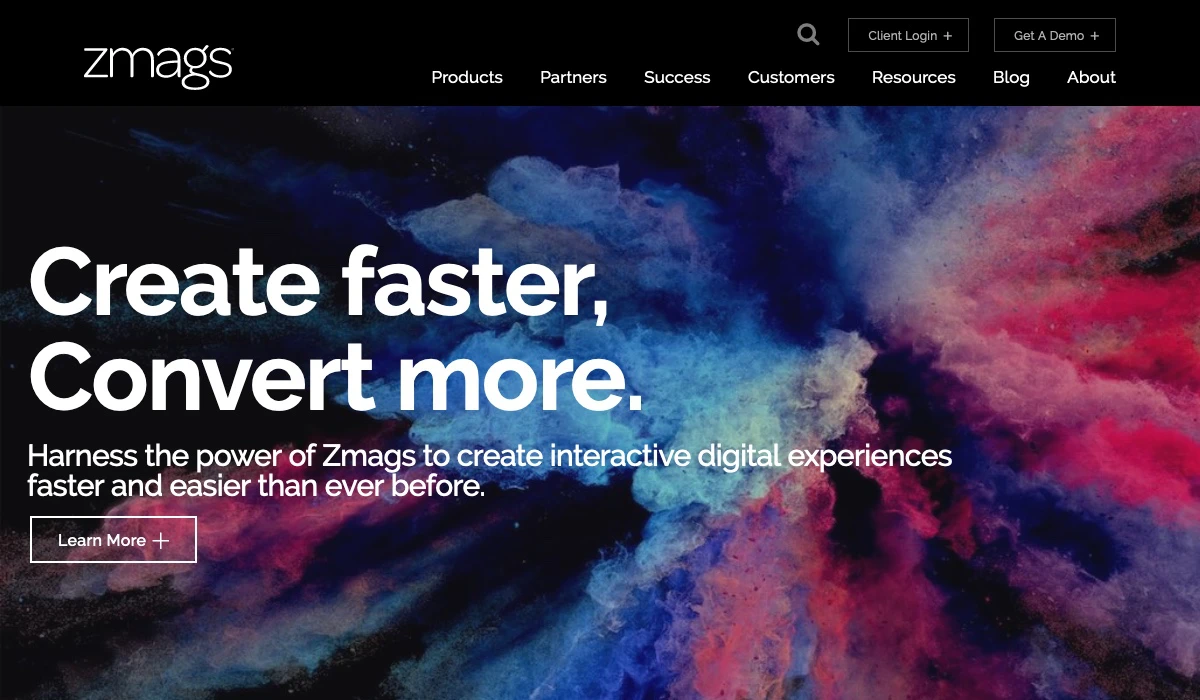 zmags
Client Login +
Get A Demo +
Products Partners Success Customers Resources Blog About
Create faster,
Convert more.
Harness the power of Zmags to create interactive digital experiences
faster and easier than ever before.
Learn More +